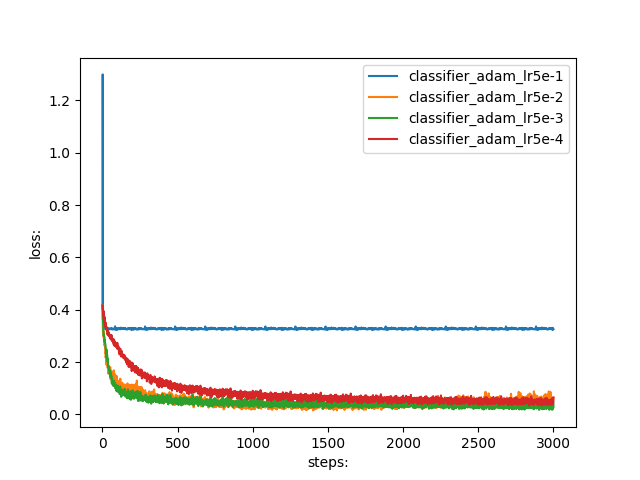 classifier_adam_lr5e-1
classifier_adam_lr5e-2
classifier_adam_lr5e-3
classifier_adam_lr5e-4
1.2
1.0
0.8
0.6
0.4
0.2
0.0
loss:
0 500 1000 1500 2000 2500 3000
steps: